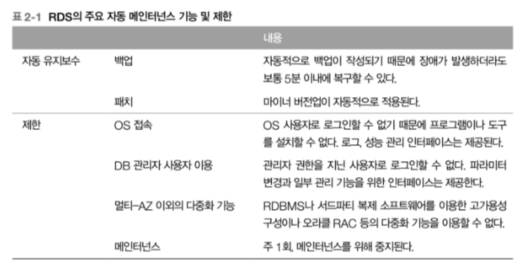 표 2-1 RDS의 주요 자동 메인터넌스 기능 및 제한
내용
자동 유지보수 백업 자동적으로 백업이 작성되기 때문에 장애가 발생하더라도
보통 5분 이내에 복구할 수 있다.
패치 마이너 버전업이 자동적으로 적용된다.
제한 OS 접속 OS 사용자로 로그인할 수 없기 때문에 프로그램이나 도구
를 설치할 수 없다. 로그, 성능 관리 인터페이스는 제공된다.
DB 관리자 사용자 이용 관리자 권한을 지닌 사용자로 로그인할 수 없다. 파라미터
변경과 일부 관리 기능을 위한 인터페이스는 제공한다.
멀티-AZ 이외의 다중화 기능 RDBMS나 서드파티 복제 소프트웨어를 이용한 고가용성
구성이나 오라클 RAC 등의 다중화 기능을 이용할 수 없다.
메인터넌스 주 1회, 메인터넌스를 위해 중지된다.